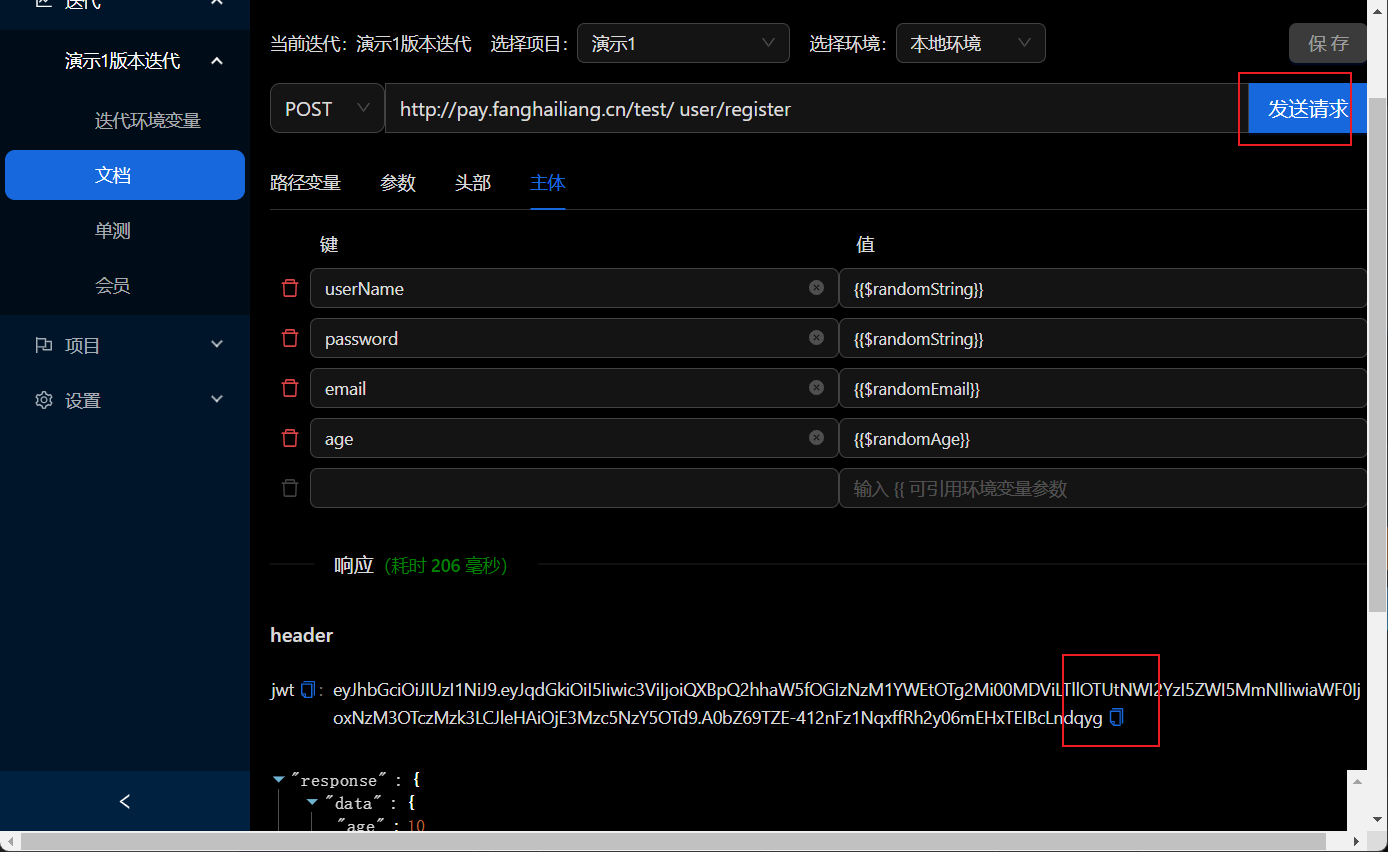 迭代
演示1版本迭代
迭代环境变量
文档
单测
会员
项目
设置
当前迭代：演示1版本迭代 选择项目： 演示1 选择环境： 本地环境 保存
POST http://pay.fanghailiang.cn/test/ user/register 发送请求
路径变量 参数 头部 主体
键 值
userName {{$randomString}}
password {{$randomString}}
email {{$randomEmail}}
age {{$randomAge}}
输入 {{ 可引用环境变量参数
响应 (耗时 206 毫秒)
header
jwt : eyJhbGciOiJIUzI1NiJ9.eyJqdGkiOiI5Iiwic3ViIjoiQXBpQ2hhaW5fOGIzNzM1YWEtOTg2Mi00MDViLTllOTUtNWI2YzI5ZWI5MmNlIiwiaWF0Ij
oxNzM3OTczMzk3LCJleHAiOjE3Mzc5NzY5OTd9.A0bZ69TZE-412nFz1NqxffRh2y06mEHxTEIBcLndqyg
"response" : {
"data" : {
"age" : 10